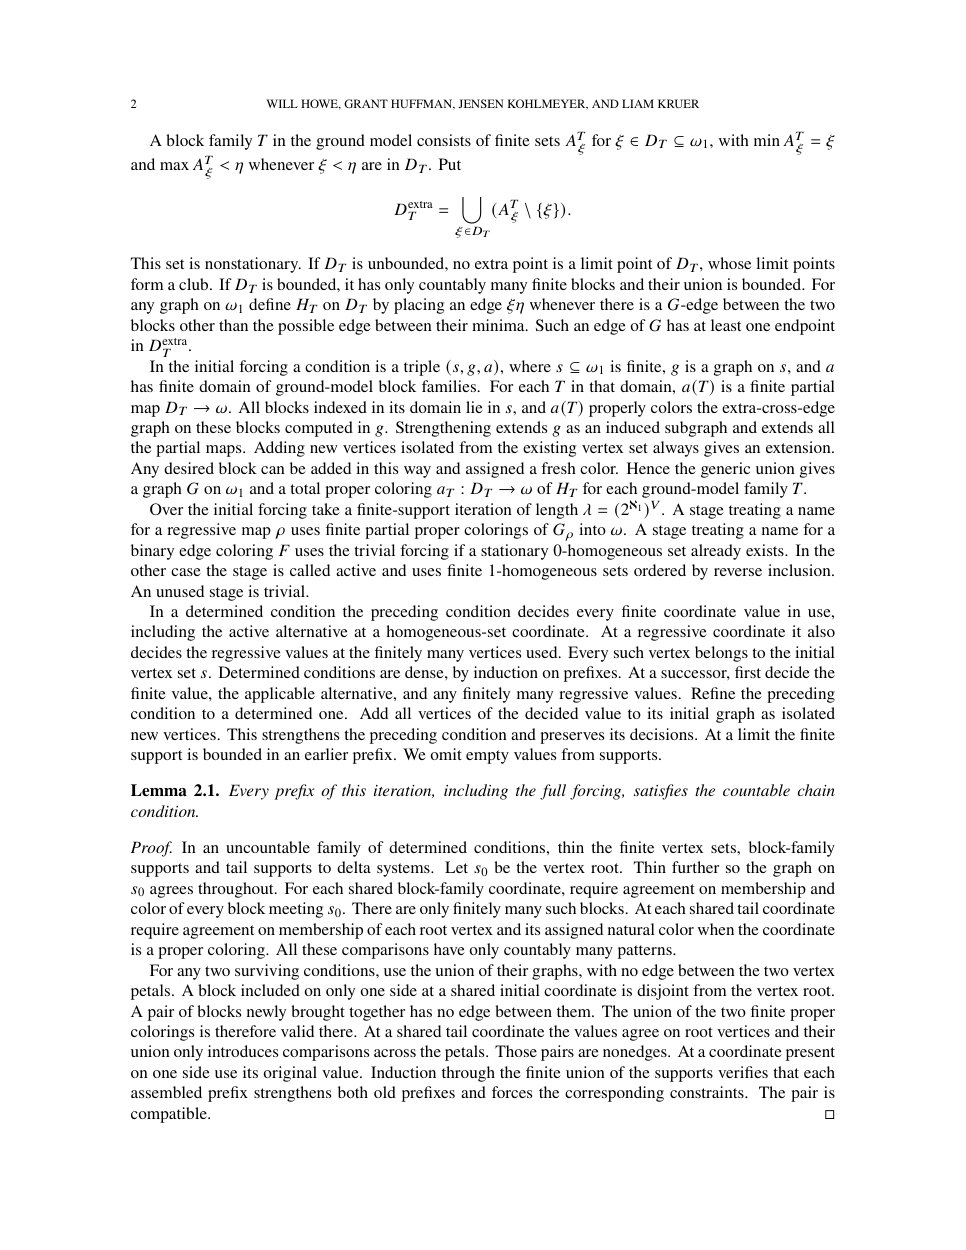 2 WILL HOWE, GRANT HUFFMAN, JENSEN KOHLMEYER, AND LIAM KRUER
A block family T in the ground model consists of finite sets A_ξ^T for ξ ∈ D_T ⊆ ω₁, with min A_ξ^T = ξ
and max A_ξ^T < η whenever ξ < η are in D_T. Put
D_T^extra = ⋃_{ξ∈D_T} (A_ξ^T \ {ξ}).
This set is nonstationary. If D_T is unbounded, no extra point is a limit point of D_T, whose limit points
form a club. If D_T is bounded, it has only countably many finite blocks and their union is bounded. For
any graph on ω₁ define H_T on D_T by placing an edge ξη whenever there is a G-edge between the two
blocks other than the possible edge between their minima. Such an edge of G has at least one endpoint
in D_T^extra.
In the initial forcing a condition is a triple (s, g, a), where s ⊆ ω₁ is finite, g is a graph on s, and a
has finite domain of ground-model block families. For each T in that domain, a(T) is a finite partial
map D_T → ω. All blocks indexed in its domain lie in s, and a(T) properly colors the extra-cross-edge
graph on these blocks computed in g. Strengthening extends g as an induced subgraph and extends all
the partial maps. Adding new vertices isolated from the existing vertex set always gives an extension.
Any desired block can be added in this way and assigned a fresh color. Hence the generic union gives
a graph G on ω₁ and a total proper coloring a_T : D_T → ω of H_T for each ground-model family T.
Over the initial forcing take a finite-support iteration of length λ = (2^ℵ₁)^V. A stage treating a name
for a regressive map ρ uses finite partial proper colorings of G_ρ into ω. A stage treating a name for a
binary edge coloring F uses the trivial forcing if a stationary 0-homogeneous set already exists. In the
other case the stage is called active and uses finite 1-homogeneous sets ordered by reverse inclusion.
An unused stage is trivial.
In a determined condition the preceding condition decides every finite coordinate value in use,
including the active alternative at a homogeneous-set coordinate. At a regressive coordinate it also
decides the regressive values at the finitely many vertices used. Every such vertex belongs to the initial
vertex set s. Determined conditions are dense, by induction on prefixes. At a successor, first decide the
finite value, the applicable alternative, and any finitely many regressive values. Refine the preceding
condition to a determined one. Add all vertices of the decided value to its initial graph as isolated
new vertices. This strengthens the preceding condition and preserves its decisions. At a limit the finite
support is bounded in an earlier prefix. We omit empty values from supports.
Lemma 2.1. Every prefix of this iteration, including the full forcing, satisfies the countable chain
condition.
Proof. In an uncountable family of determined conditions, thin the finite vertex sets, block-family
supports and tail supports to delta systems. Let s₀ be the vertex root. Thin further so the graph on
s₀ agrees throughout. For each shared block-family coordinate, require agreement on membership and
color of every block meeting s₀. There are only finitely many such blocks. At each shared tail coordinate
require agreement on membership of each root vertex and its assigned natural color when the coordinate
is a proper coloring. All these comparisons have only countably many patterns.
For any two surviving conditions, use the union of their graphs, with no edge between the two vertex
petals. A block included on only one side at a shared initial coordinate is disjoint from the vertex root.
A pair of blocks newly brought together has no edge between them. The union of the two finite proper
colorings is therefore valid there. At a shared tail coordinate the values agree on root vertices and their
union only introduces comparisons across the petals. Those pairs are nonedges. At a coordinate present
on one side use its original value. Induction through the finite union of the supports verifies that each
assembled prefix strengthens both old prefixes and forces the corresponding constraints. The pair is
compatible. □